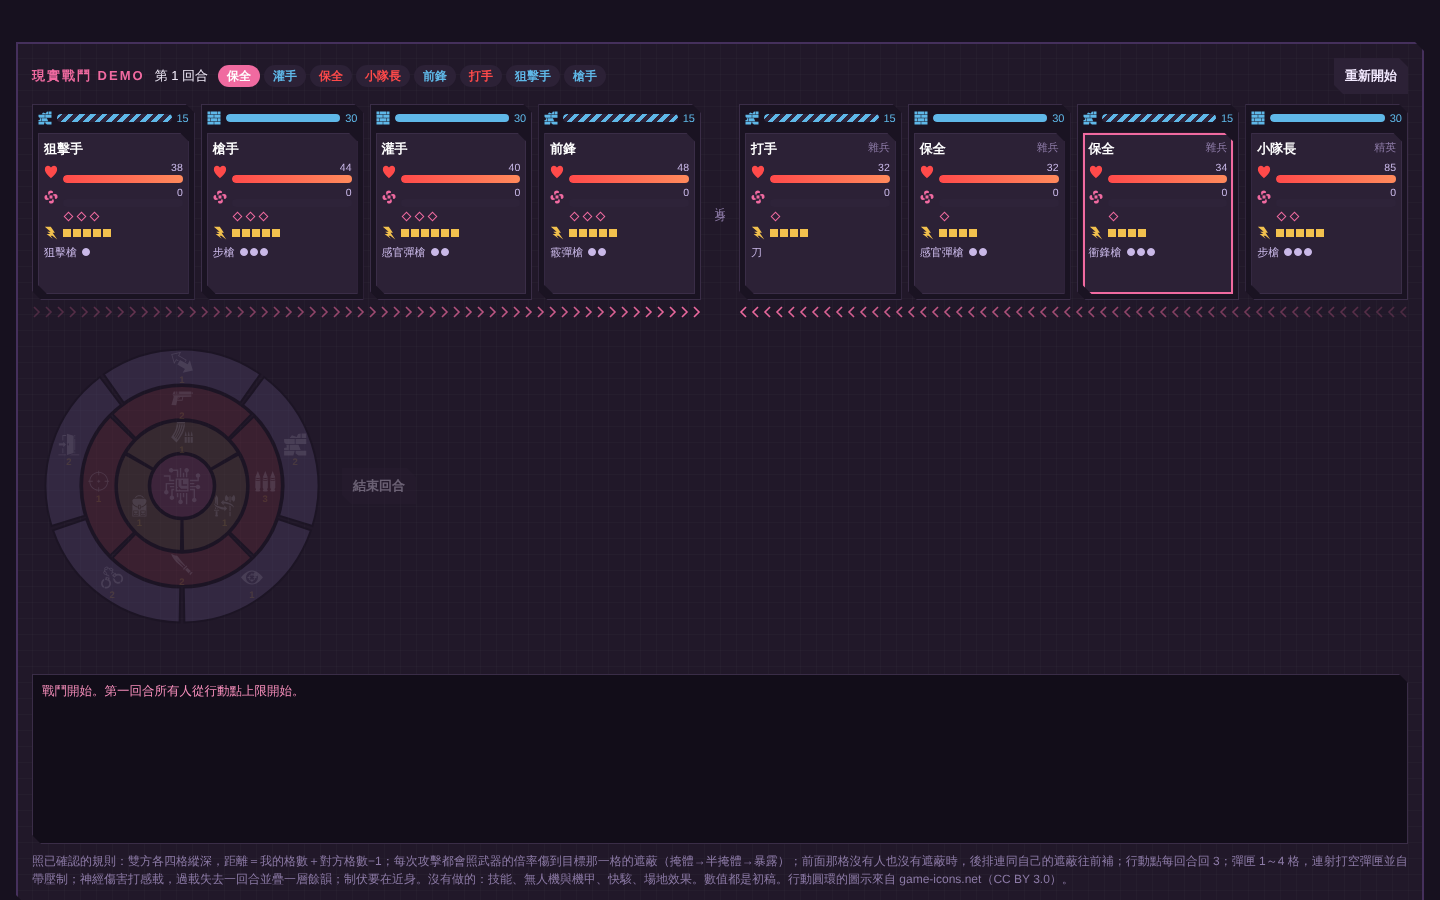 現實戰鬥 DEMO 第 1 回合 保全 灌手 保全 小隊長 前鋒 打手 狙擊手 槍手 重新開始
15 30 30 15 15 30 15 30
狙擊手 槍手 灌手 前鋒 打手 雜兵 保全 雜兵 保全 雜兵 小隊長 精英
38 44 40 48 32 32 34 85
0 0 0 0 0 0 0 0
近身
狙擊槍 步槍 感官彈槍 霰彈槍 刀 感官彈槍 衝鋒槍 步槍
結束回合
戰鬥開始。第一回合所有人從行動點上限開始。
照已確認的規則：雙方各四格縱深，距離＝我的格數＋對方格數−1；每次攻擊都會照武器的倍率傷到目標那一格的遮蔽（掩體→半掩體→暴露）；前面那格沒有人也沒有遮蔽時，後排連同自己的遮蔽往前補；行動點每回合回 3；彈匣 1～4 格，連射打空彈匣並自
帶壓制；神經傷害打感載，過載失去一回合並疊一層餘韻；制伏要在近身。沒有做的：技能、無人機與機甲、快駭、場地效果。數值都是初稿。行動圓環的圖示來自 game-icons.net（CC BY 3.0）。